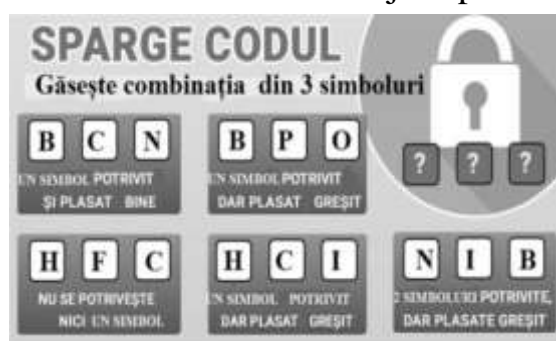 SPARGE CODUL
Găsește combinația din 3 simboluri
B C N
UN SIMBOL POTRIVIT
ȘI PLASAT BINE
B P O
UN SIMBOL POTRIVIT
DAR PLASAT GREȘIT
? ? ?
H F C
NU SE POTRIVEȘTE
NICI UN SIMBOL
H C I
UN SIMBOL POTRIVIT
DAR PLASAT GREȘIT
N I B
2 SIMBOLURI POTRIVITE,
DAR PLASATE GREȘIT